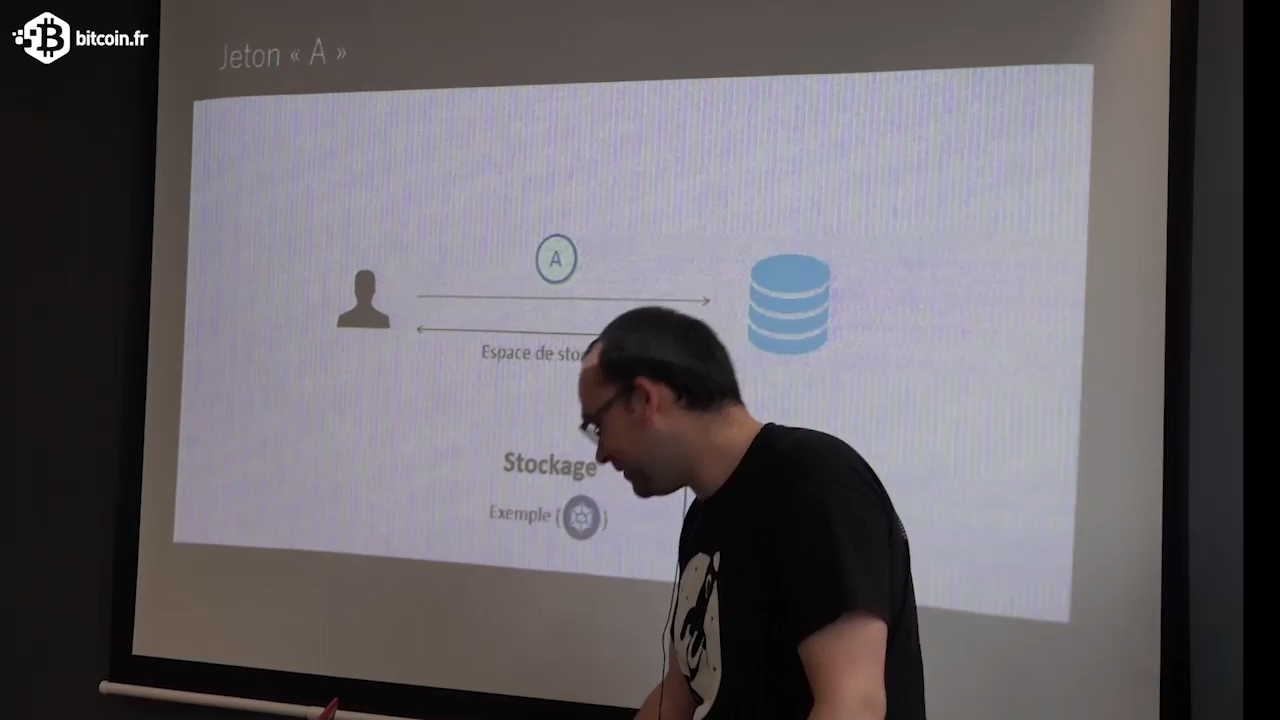 bitcoin.fr
Jeton « A »
A
Espace de sto
Stockage
Exemple ( )